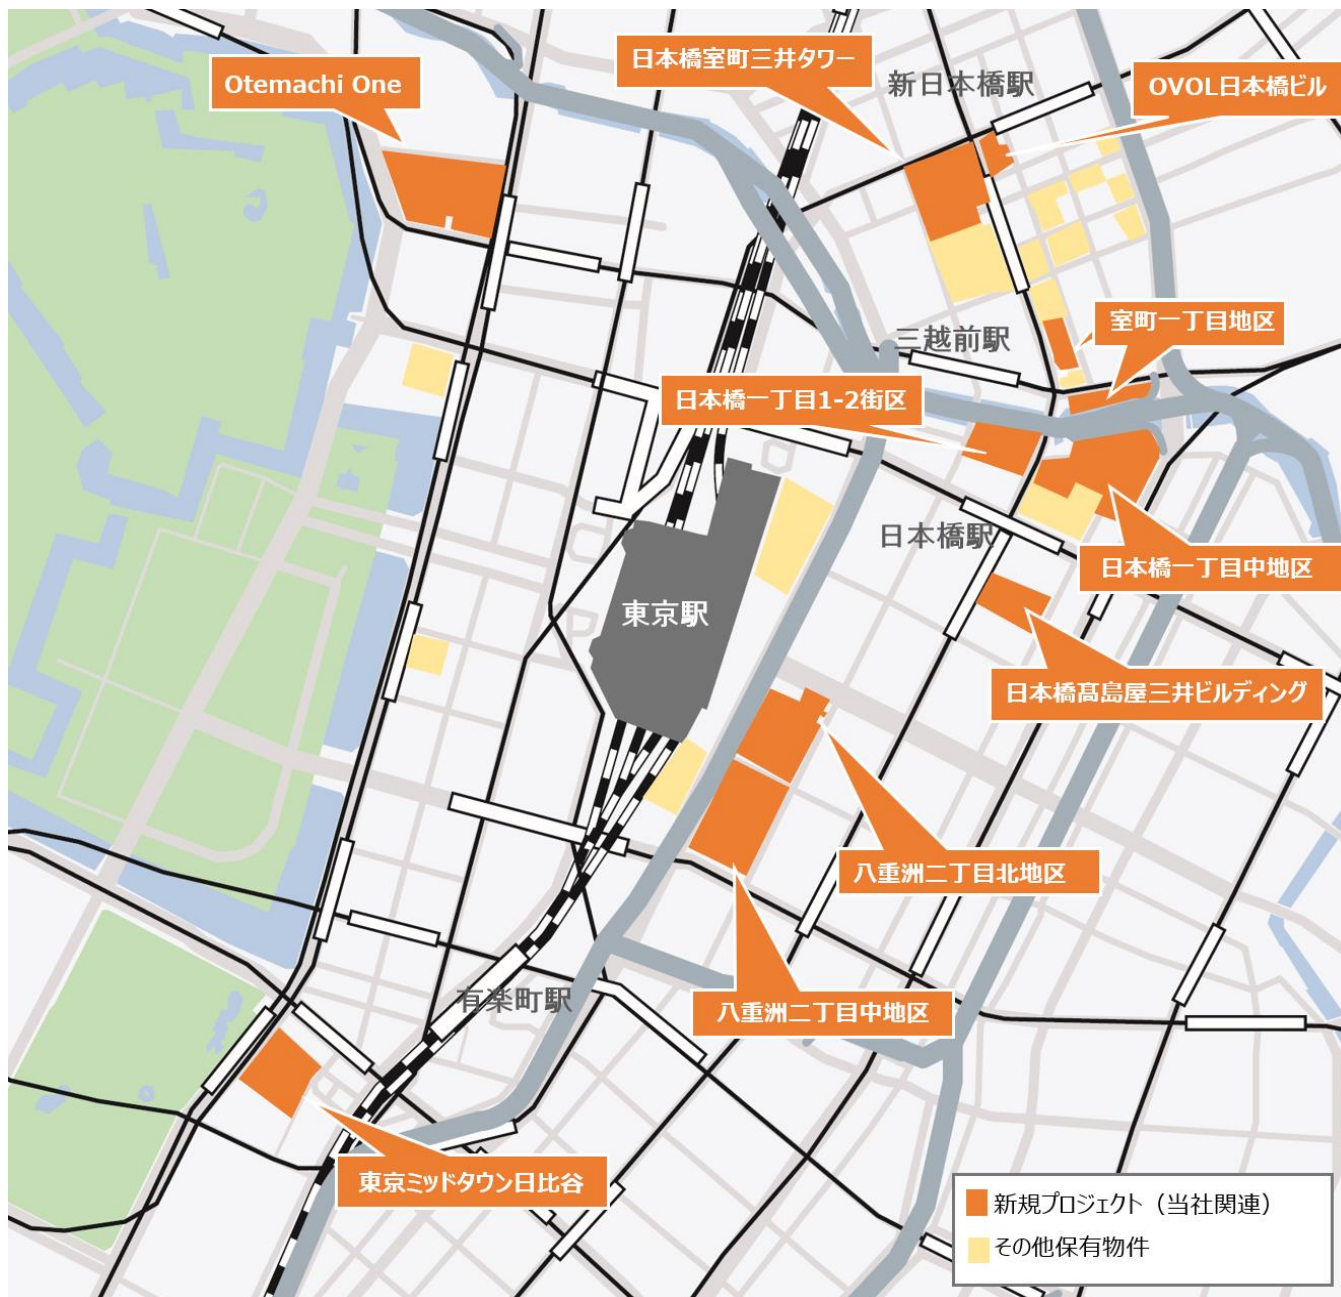 日本橋室町三井タワー
Otemachi One
新日本橋駅
OVOL日本橋ビル
室町一丁目地区
三越前駅
日本橋一丁目1-2街区
日本橋駅
日本橋一丁目中地区
東京駅
日本橋髙島屋三井ビルディング
八重洲二丁目北地区
有楽町駅
八重洲二丁目中地区
東京ミッドタウン日比谷
新規プロジェクト（当社関連）
その他保有物件